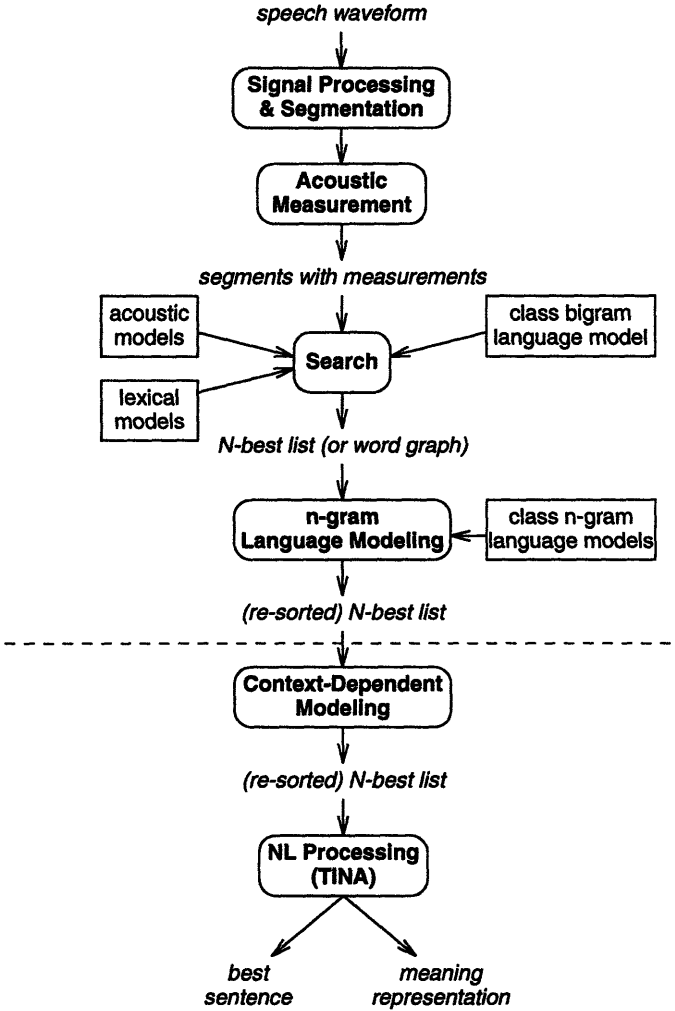 speech waveform
Signal Processing
& Segmentation
Acoustic
Measurement
segments with measurements
acoustic
models
class bigram
language model
Search
lexical
models
N-best list (or word graph)
n-gram
Language Modeling
class n-gram
language models
(re-sorted) N-best list
Context-Dependent
Modeling
(re-sorted) N-best list
NL Processing
(TINA)
best
sentence
meaning
representation